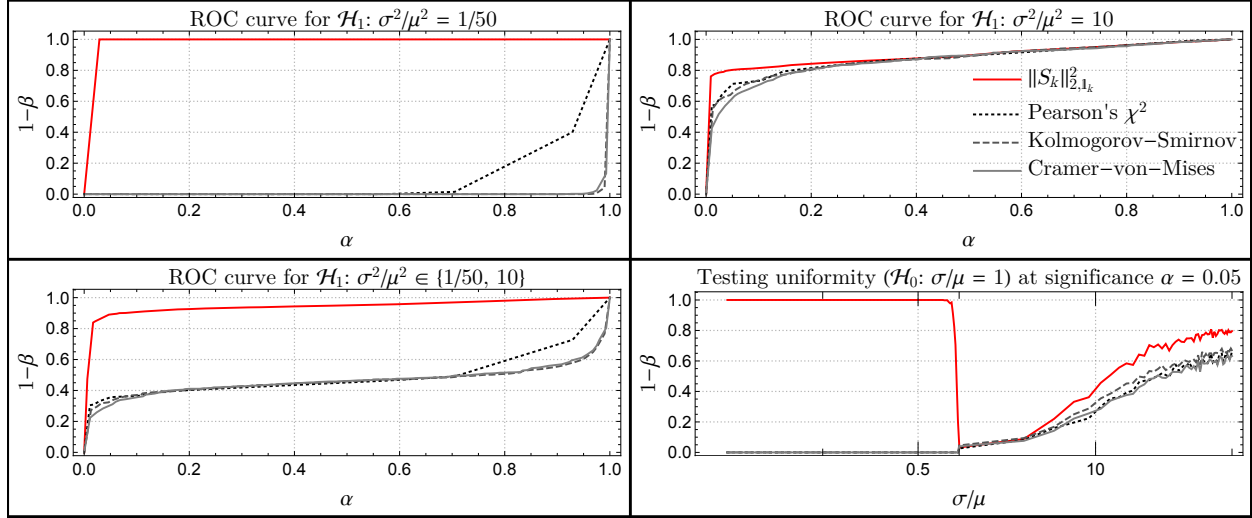 ROC curve for ℋ₁: σ²/μ² = 1/50
1.0
0.8
0.6
0.4
0.2
0.0
1−β
0.0 0.2 0.4 0.6 0.8 1.0
α
ROC curve for ℋ₁: σ²/μ² = 10
1.0
0.8
0.6
0.4
0.2
0.0
1−β
‖Sₖ‖²₂,𝟙ₖ
Pearson's χ²
Kolmogorov−Smirnov
Cramer−von−Mises
0.0 0.2 0.4 0.6 0.8 1.0
α
ROC curve for ℋ₁: σ²/μ² ∈ {1/50, 10}
1.0
0.8
0.6
0.4
0.2
0.0
1−β
0.0 0.2 0.4 0.6 0.8 1.0
α
Testing uniformity (ℋ₀: σ/μ = 1) at significance α = 0.05
1.0
0.8
0.6
0.4
0.2
0.0
1−β
0.5 10
σ/μ